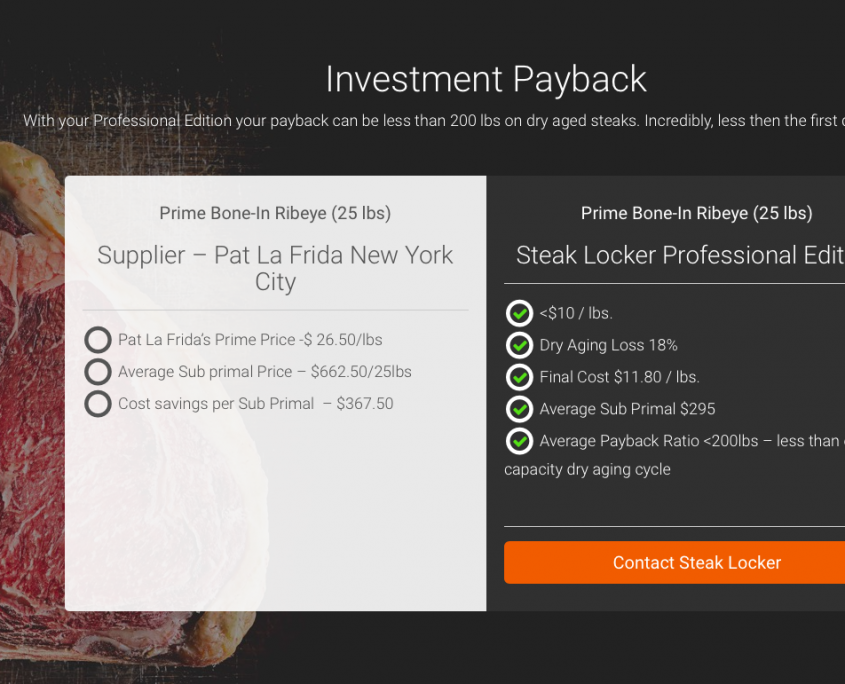 Investment Payback
With your Professional Edition your payback can be less than 200 lbs on dry aged steaks. Incredibly, less then the first
Prime Bone-In Ribeye (25 lbs)
Supplier – Pat La Frida New York
City
Pat La Frida’s Prime Price -$ 26.50/lbs
Average Sub primal Price – $662.50/25lbs
Cost savings per Sub Primal – $367.50
Prime Bone-In Ribeye (25 lbs)
Steak Locker Professional Edit
<$10 / lbs.
Dry Aging Loss 18%
Final Cost $11.80 / lbs.
Average Sub Primal $295
Average Payback Ratio <200lbs – less than
capacity dry aging cycle
Contact Steak Locker